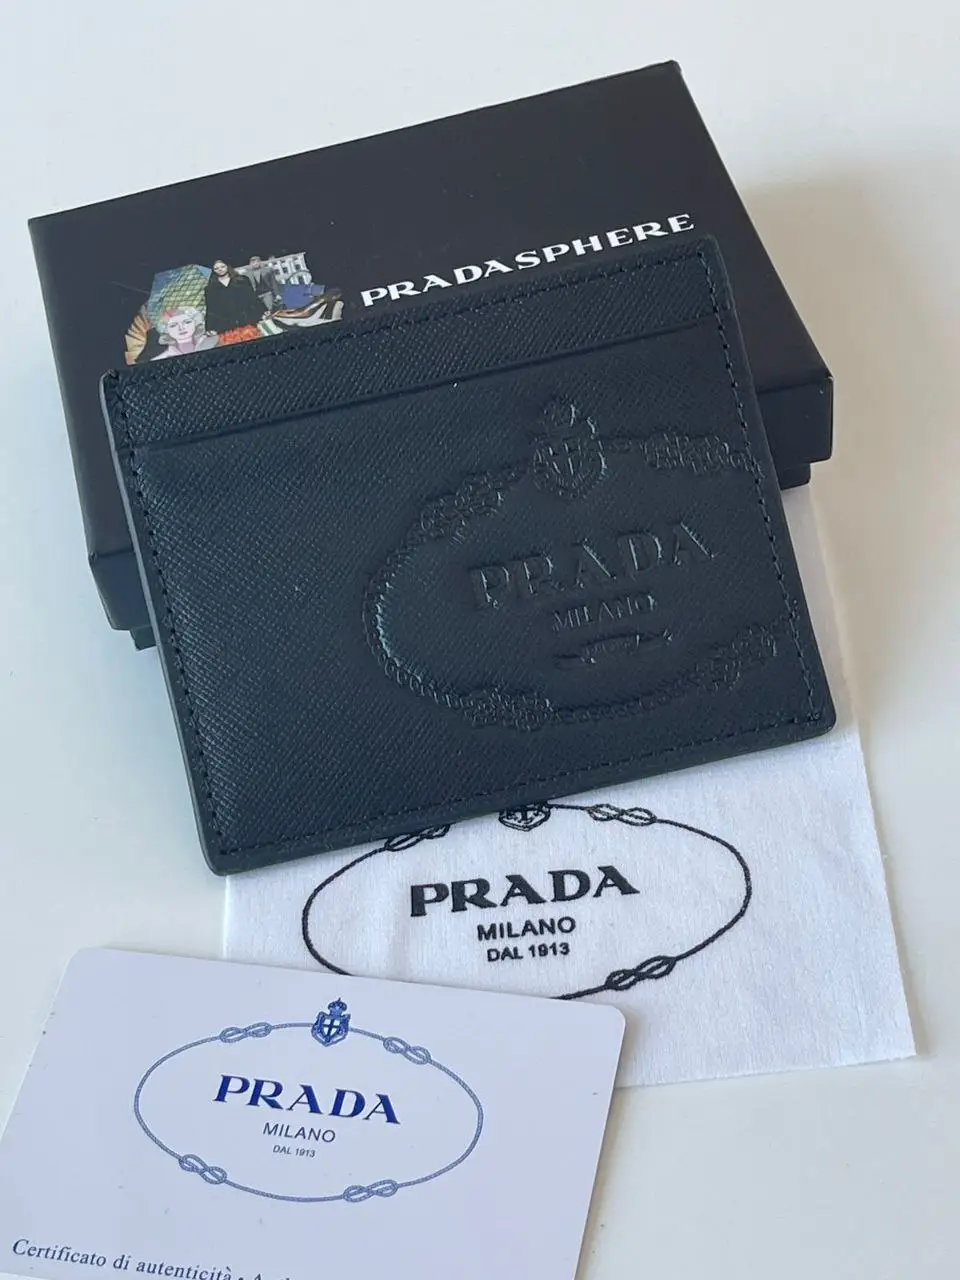 PRADASPHERE
PRADA
MILANO
PRADA
MILANO
DAL 1913
PRADA
MILANO
DAL 1913
Certificato di autenticità •